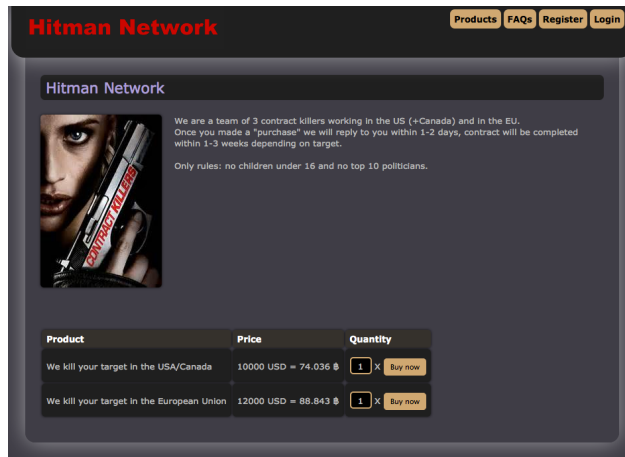 Hitman Network
Products FAQs Register Login
Hitman Network
We are a team of 3 contract killers working in the US (+Canada) and in the EU.
Once you made a "purchase" we will reply to you within 1-2 days, contract will be completed
within 1-3 weeks depending on target.
Only rules: no children under 16 and no top 10 politicians.
CONTRACT KILLERS
Product Price Quantity
We kill your target in the USA/Canada 10000 USD = 74.036 ฿ 1 X Buy now
We kill your target in the European Union 12000 USD = 88.843 ฿ 1 X Buy now